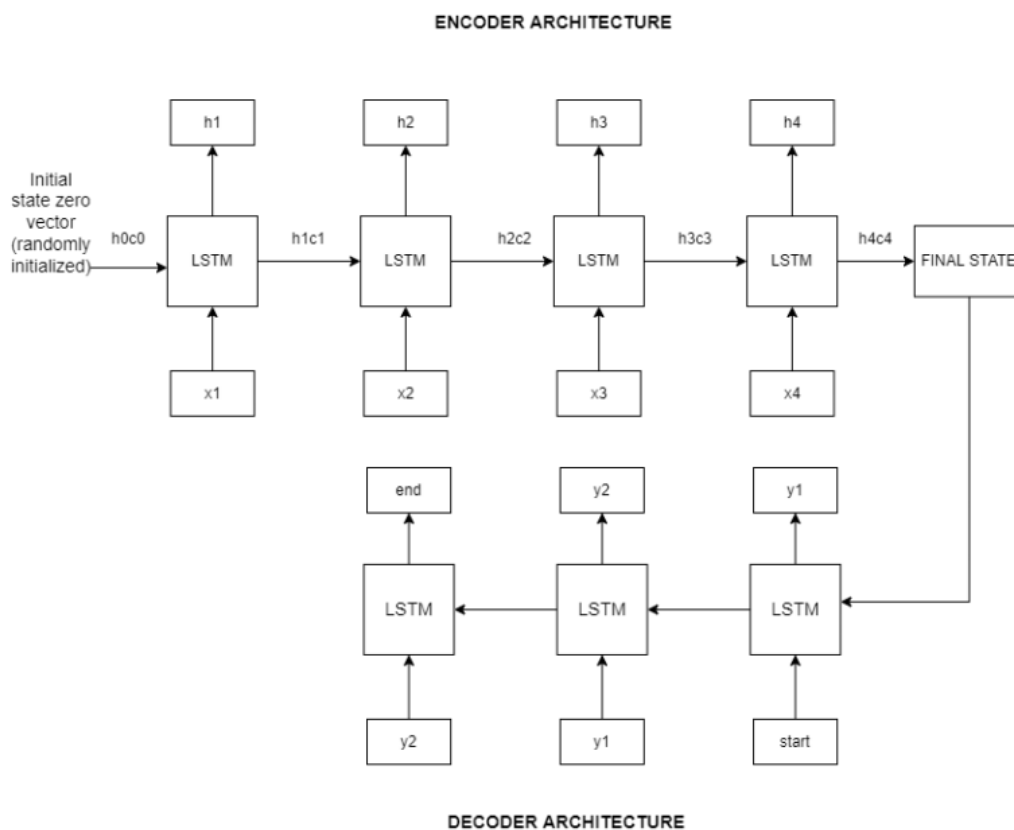 ENCODER ARCHITECTURE
h1
h2
h3
h4
Initial
state zero
vector
(randomly
initialized)
h0c0
LSTM
h1c1
LSTM
h2c2
LSTM
h3c3
LSTM
h4c4
FINAL STATE
x1
x2
x3
x4
end
y2
y1
LSTM
LSTM
LSTM
y2
y1
start
DECODER ARCHITECTURE